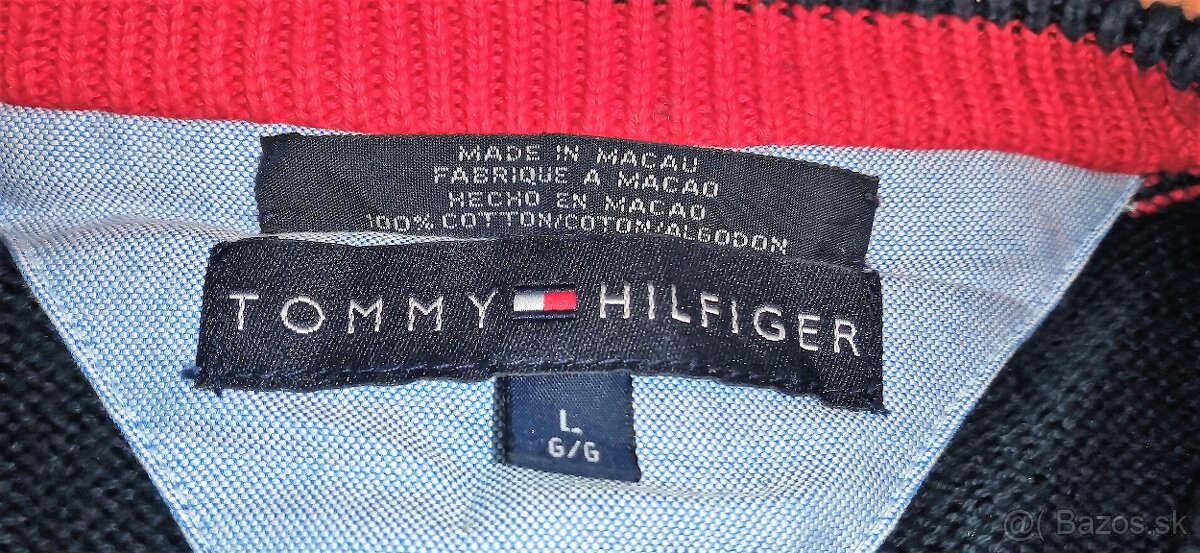 MADE IN MACAU
FABRIQUE A MACAO
HECHO EN MACAO
100% COTTON/COTON/ALGODON
TOMMY HILFIGER
L
G/G
@( Bazos.sk